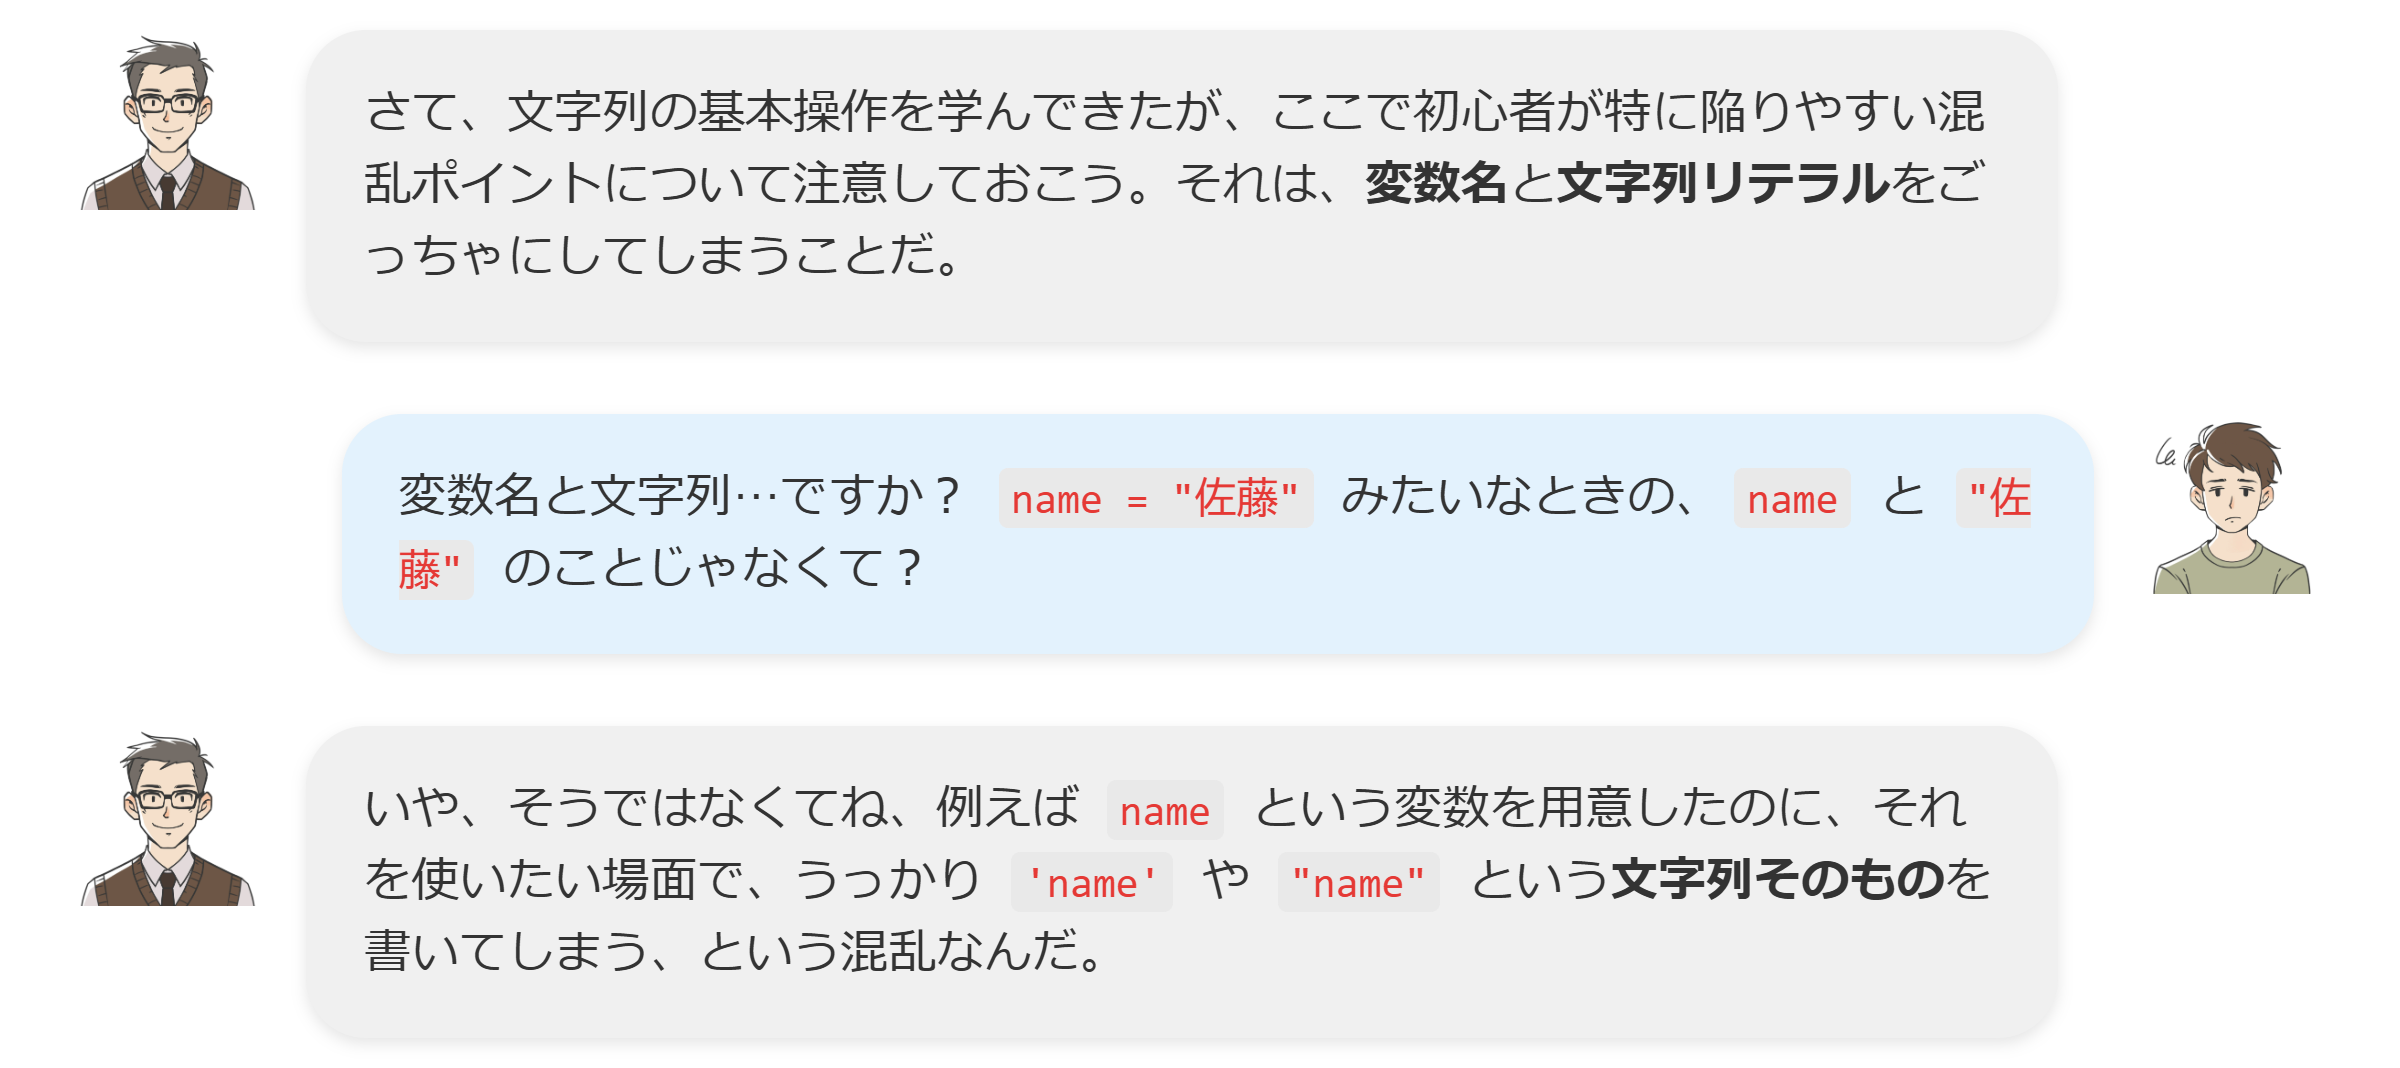 さて、文字列の基本操作を学んできたが、ここで初心者が特に陥りやすい混
乱ポイントについて注意しておこう。それは、変数名と文字列リテラルをご
っちゃにしてしまうことだ。
変数名と文字列…ですか？ name = "佐藤" みたいなときの、 name と "佐
藤" のことじゃなくて？
いや、そうではなくてね、例えば name という変数を用意したのに、それ
を使いたい場面で、うっかり 'name' や "name" という文字列そのものを
書いてしまう、という混乱なんだ。